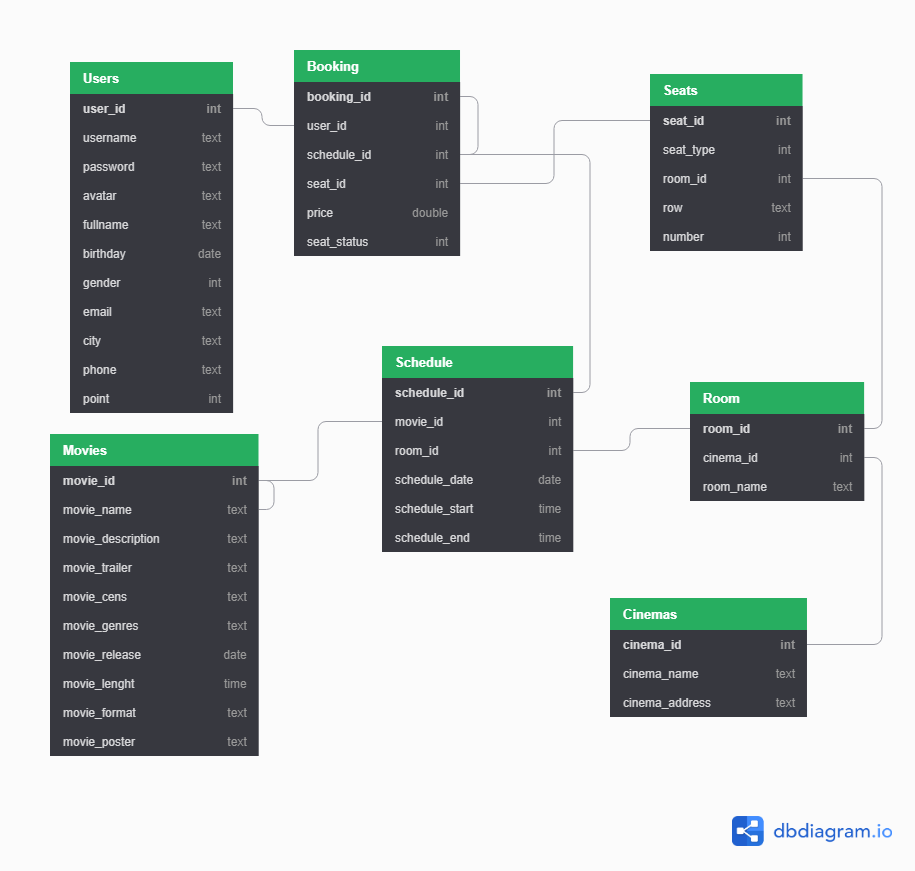 Users
user_id int
username text
password text
avatar text
fullname text
birthday date
gender int
email text
city text
phone text
point int
Booking
booking_id int
user_id int
schedule_id int
seat_id int
price double
seat_status int
Seats
seat_id int
seat_type int
room_id int
row text
number int
Movies
movie_id int
movie_name text
movie_description text
movie_trailer text
movie_cens text
movie_genres text
movie_release date
movie_lenght time
movie_format text
movie_poster text
Schedule
schedule_id int
movie_id int
room_id int
schedule_date date
schedule_start time
schedule_end time
Room
room_id int
cinema_id int
room_name text
Cinemas
cinema_id int
cinema_name text
cinema_address text
dbdiagram.io